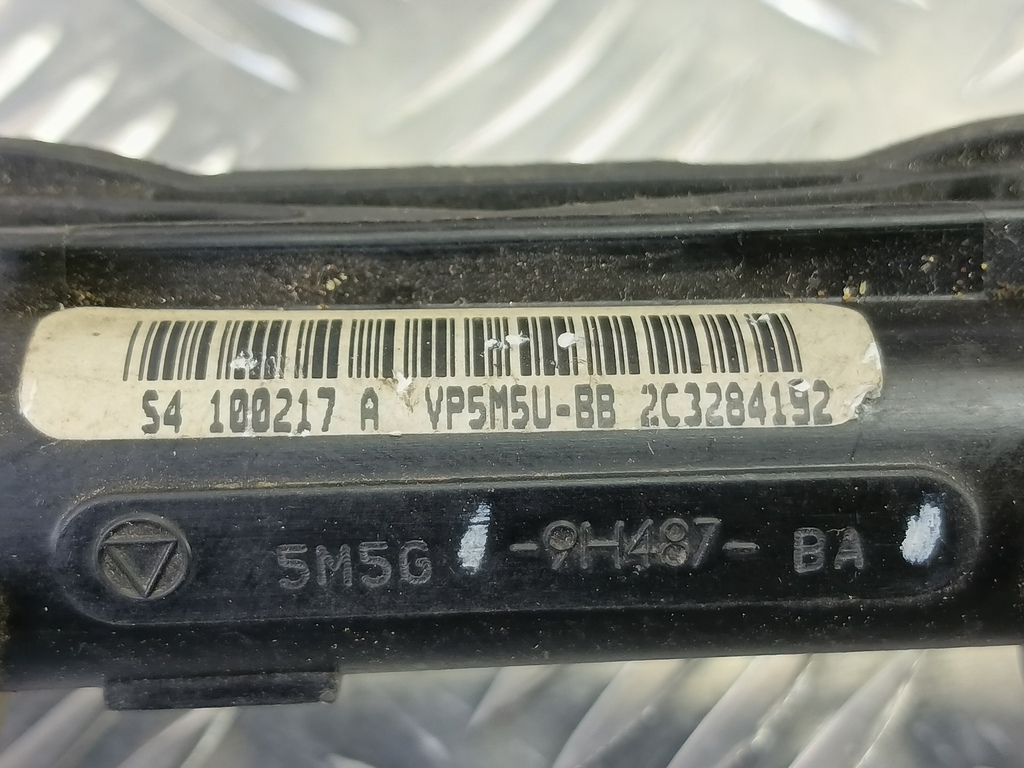 S4 100217 A VP5M5U-BB 2C3284192
5M5G -9H487- BA